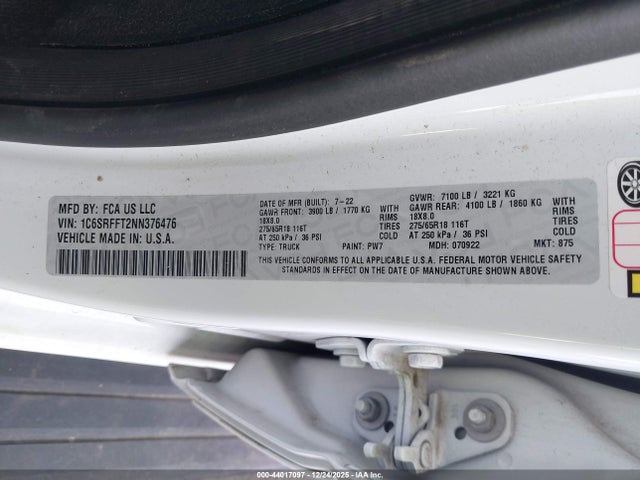 MFD BY: FCA US LLC
VIN: 1C6SRFFT2NN376476
VEHICLE MADE IN: U.S.A.
DATE OF MFR (BUILT): 7-22
GAWR FRONT: 3900 LB / 1770 KG
18X8.0 RIMS
275/65R18 116T TIRES
AT 250 kPa / 36 PSI COLD
TYPE: TRUCK PAINT: PW7
GVWR: 7100 LB / 3221 KG
GAWR REAR: 4100 LB / 1860 KG
18X8.0 RIMS
275/65R18 116T TIRES
AT 250 kPa / 36 PSI COLD
MDH: 070922 MKT: 875
THIS VEHICLE CONFORMS TO ALL APPLICABLE U.S.A. FEDERAL MOTOR VEHICLE SAFETY
STANDARDS IN EFFECT ON THE DATE OF MANUFACTURE SHOWN ABOVE.
000-44017097 - 12/24/2025 - IAAI.COM